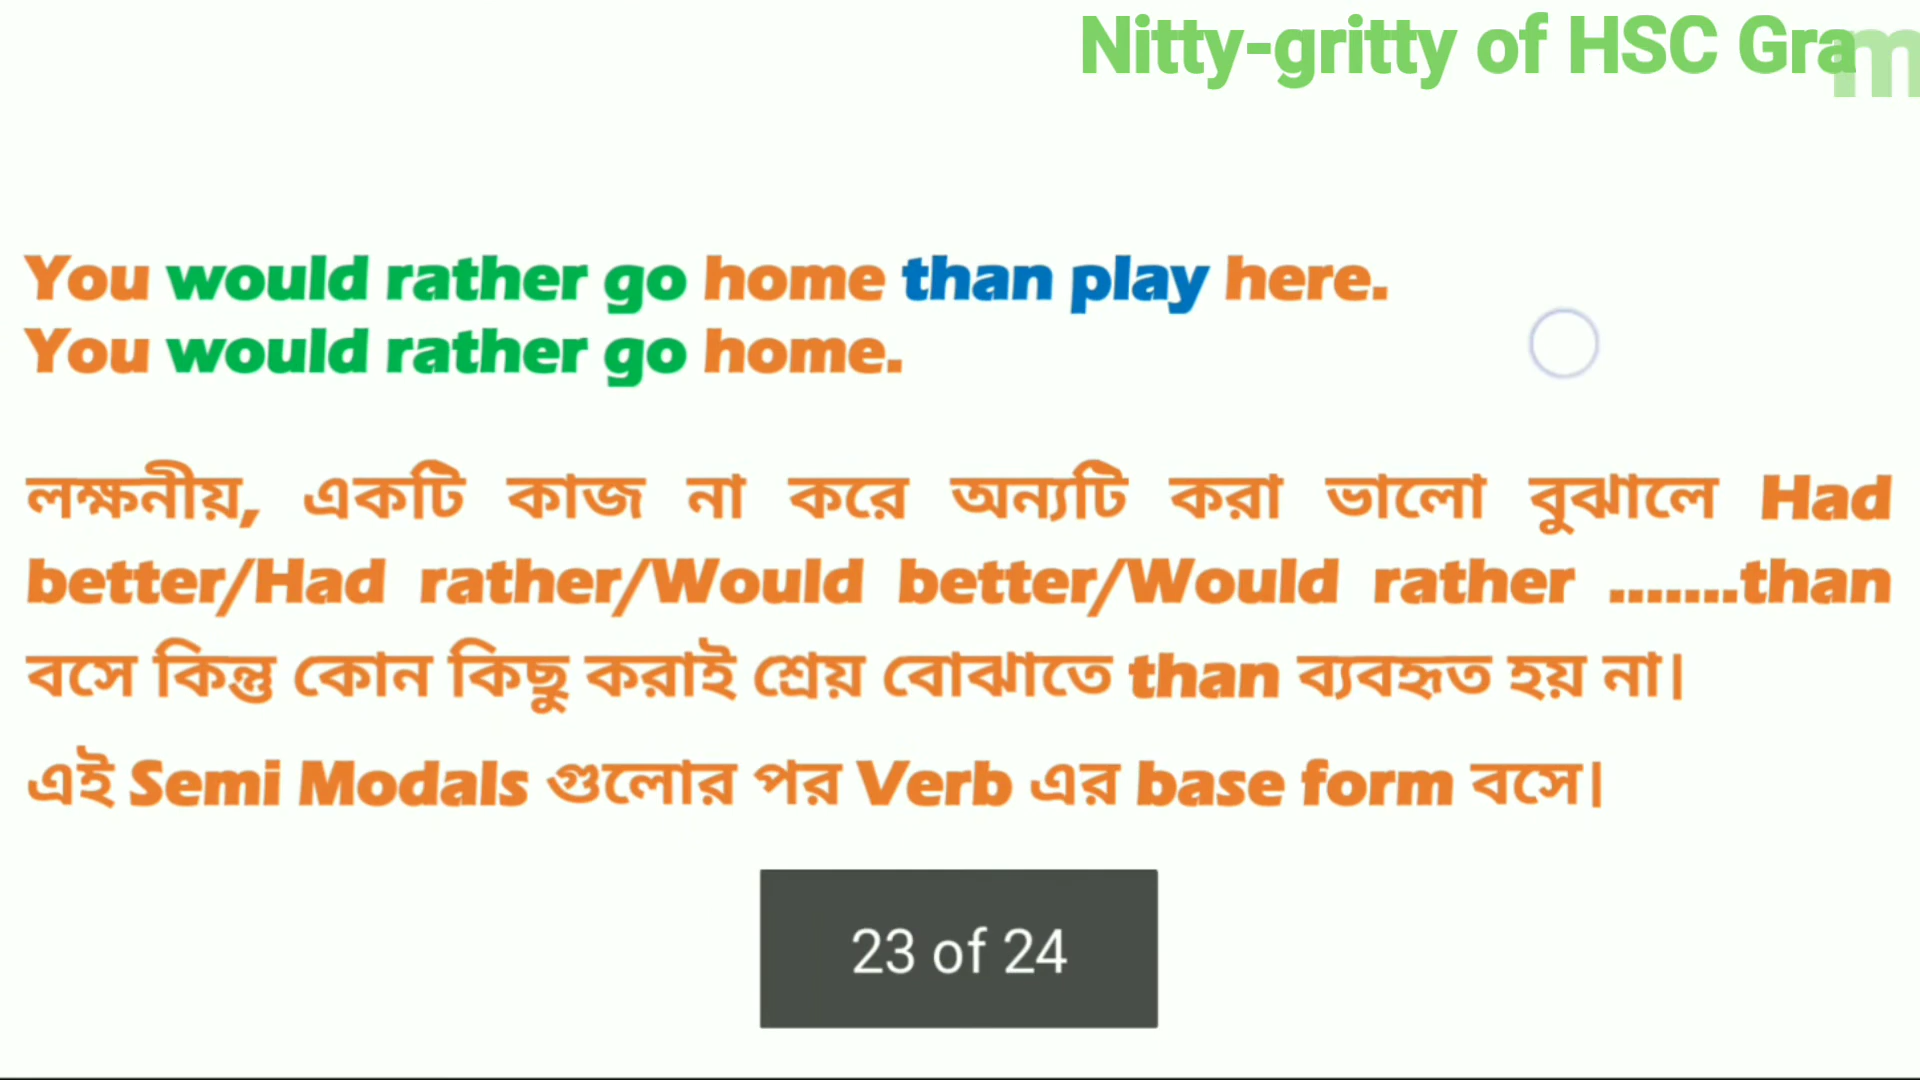 Nitty-gritty of HSC Gram
You would rather go home than play here.
You would rather go home.
লক্ষনীয়, একটি কাজ না করে অন্যটি করা ভালো বুঝালে Had
better/Had rather/Would better/Would rather .......than
বসে কিন্তু কোন কিছু করাই শ্রেয় বোঝাতে than ব্যবহৃত হয় না।
এই Semi Modals গুলোর পর Verb এর base form বসে।
23 of 24